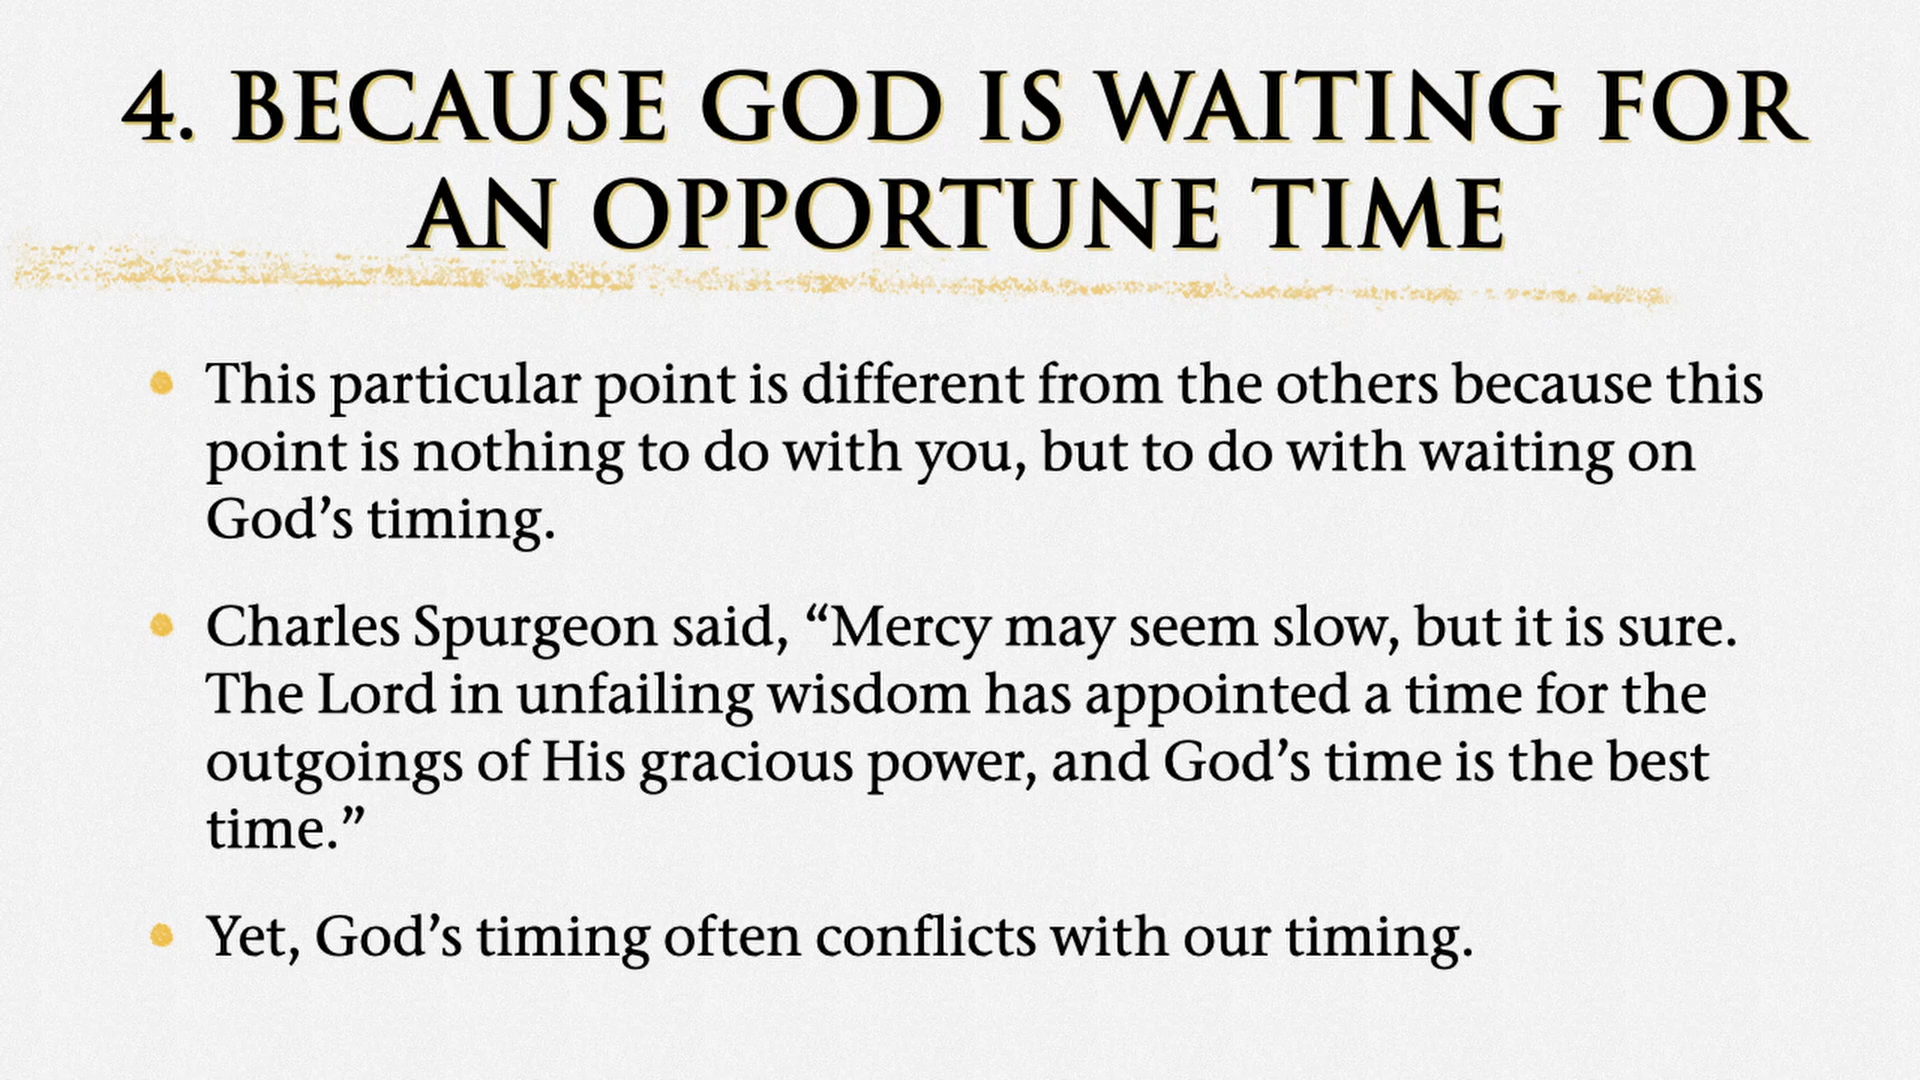 4. BECAUSE GOD IS WAITING FOR
AN OPPORTUNE TIME
This particular point is different from the others because this
point is nothing to do with you, but to do with waiting on
God’s timing.
Charles Spurgeon said, “Mercy may seem slow, but it is sure.
The Lord in unfailing wisdom has appointed a time for the
outgoings of His gracious power, and God’s time is the best
time.”
Yet, God’s timing often conflicts with our timing.